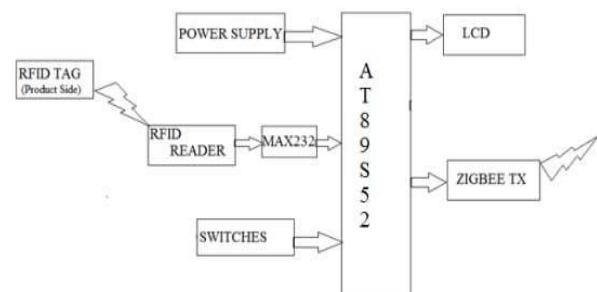 POWER SUPPLY
LCD
RFID TAG
(Product Side)
RFID
READER
MAX232
A
T
8
9
S
5
2
ZIGBEE TX
SWITCHES